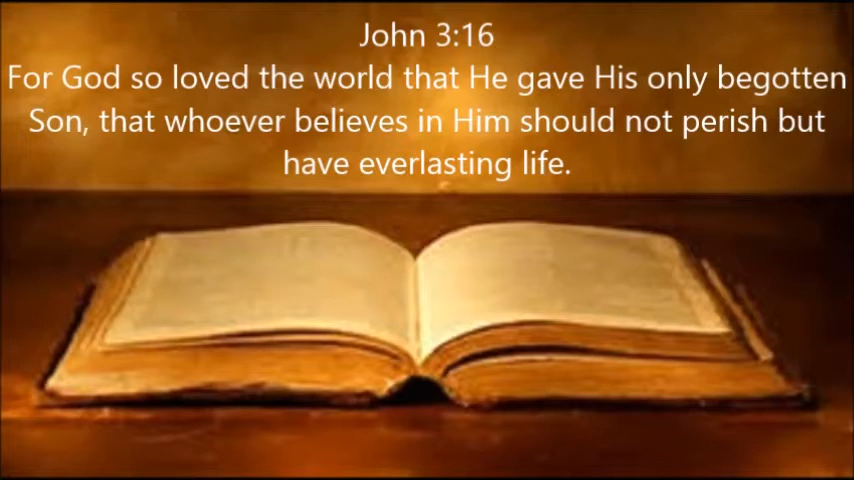 John 3:16
For God so loved the world that He gave His only begotten
Son, that whoever believes in Him should not perish but
have everlasting life.